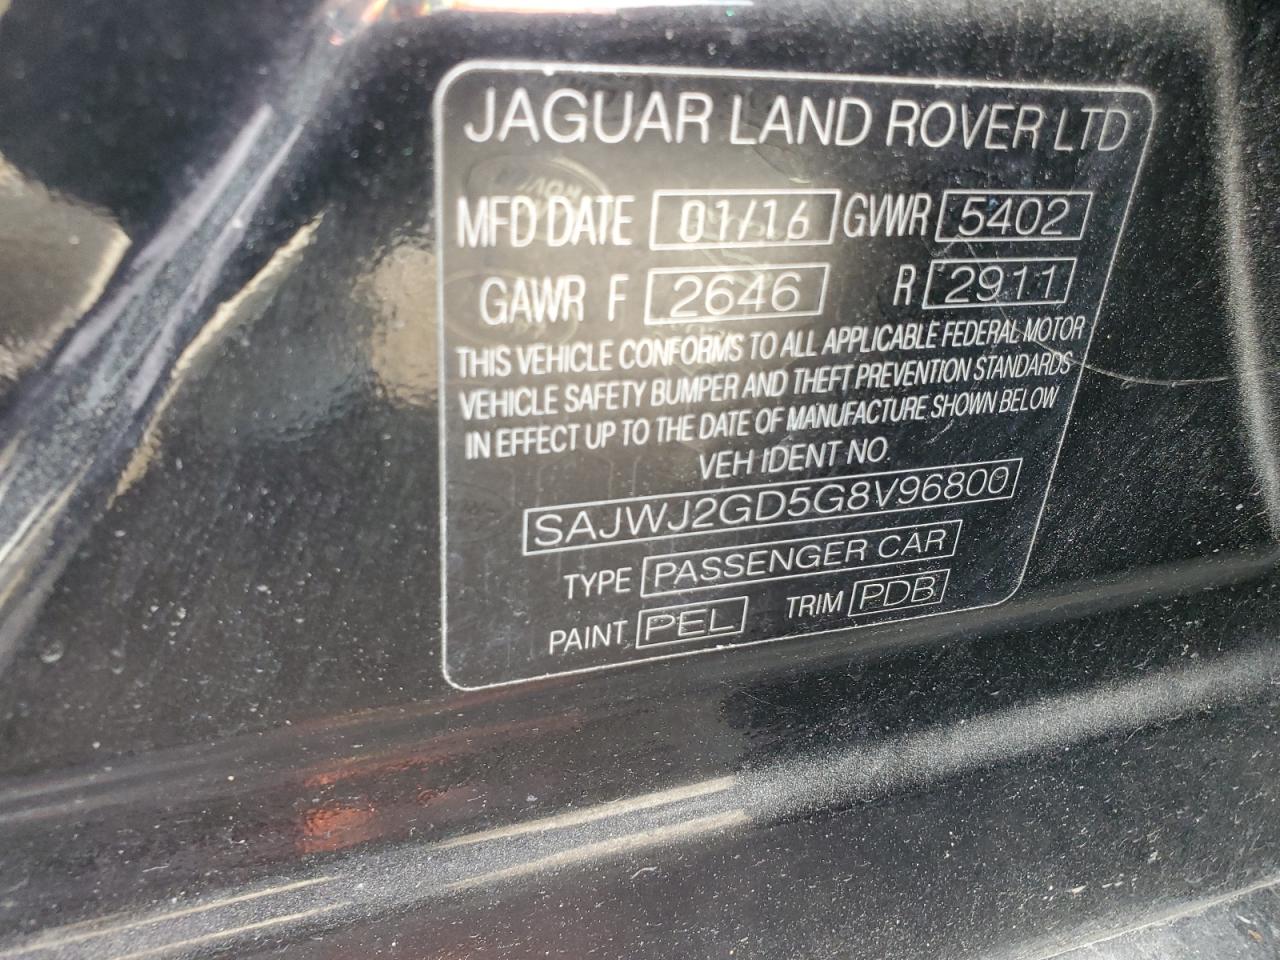 JAGUAR LAND ROVER LTD
MFD DATE 01/16 GVWR 5402
GAWR F 2646 R 2911
THIS VEHICLE CONFORMS TO ALL APPLICABLE FEDERAL MOTOR
VEHICLE SAFETY BUMPER AND THEFT PREVENTION STANDARDS
IN EFFECT UP TO THE DATE OF MANUFACTURE SHOWN BELOW
VEH IDENT NO
SAJWJ2GD5G8V96800
TYPE PASSENGER CAR
PAINT PEL TRIM PDB